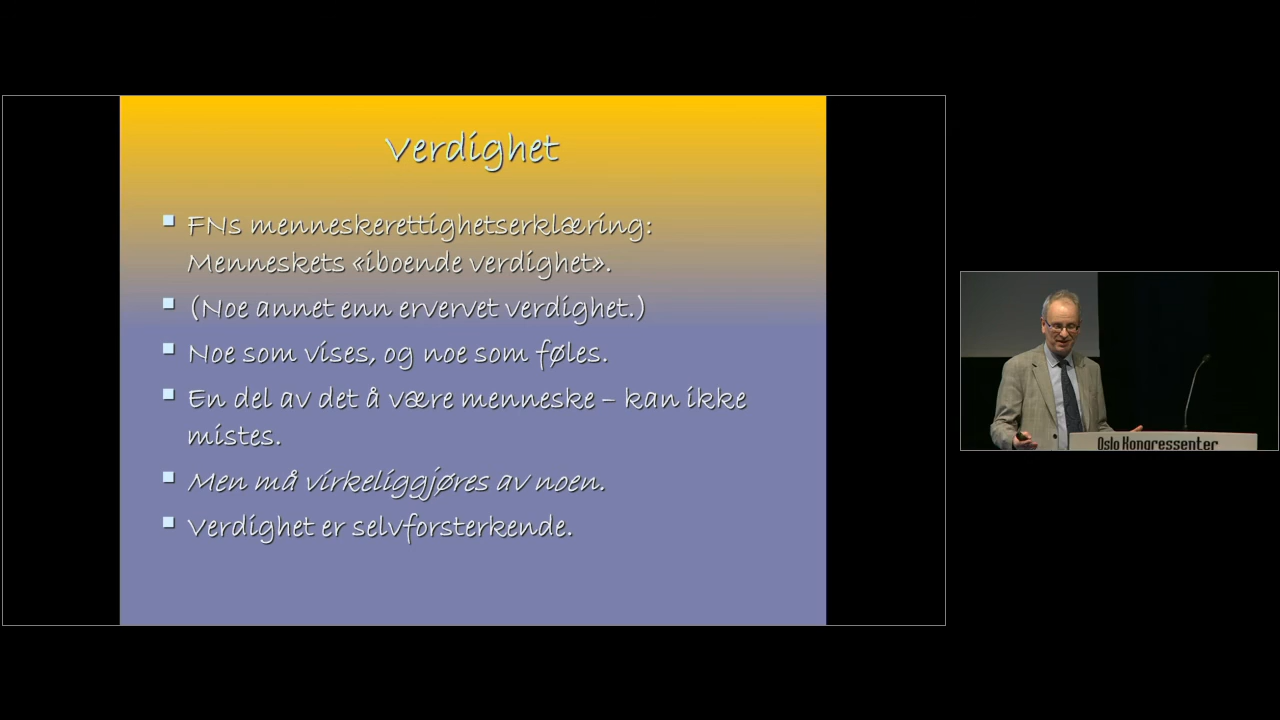 Verdighet
FNs menneskerettighetserklæring:
Menneskets «iboende verdighet».
(Noe annet enn ervervet verdighet.)
Noe som vises, og noe som føles.
En del av det å være menneske – kan ikke
mistes.
Men må virkeliggjøres av noen.
Verdighet er selvforsterkende.
Oslo Kongressenter